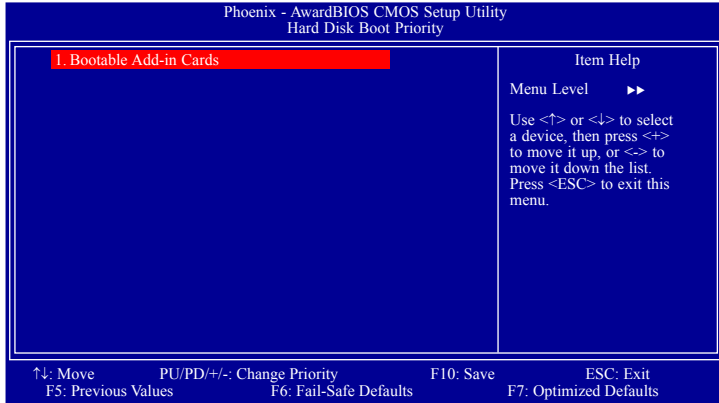 Phoenix - AwardBIOS CMOS Setup Utility
Hard Disk Boot Priority
1. Bootable Add-in Cards
Item Help
Menu Level ▶▶
Use <↑> or <↓> to select
a device, then press <+>
to move it up, or <-> to
move it down the list.
Press <ESC> to exit this
menu.
↑↓: Move PU/PD/+/-: Change Priority F10: Save ESC: Exit
F5: Previous Values F6: Fail-Safe Defaults F7: Optimized Defaults